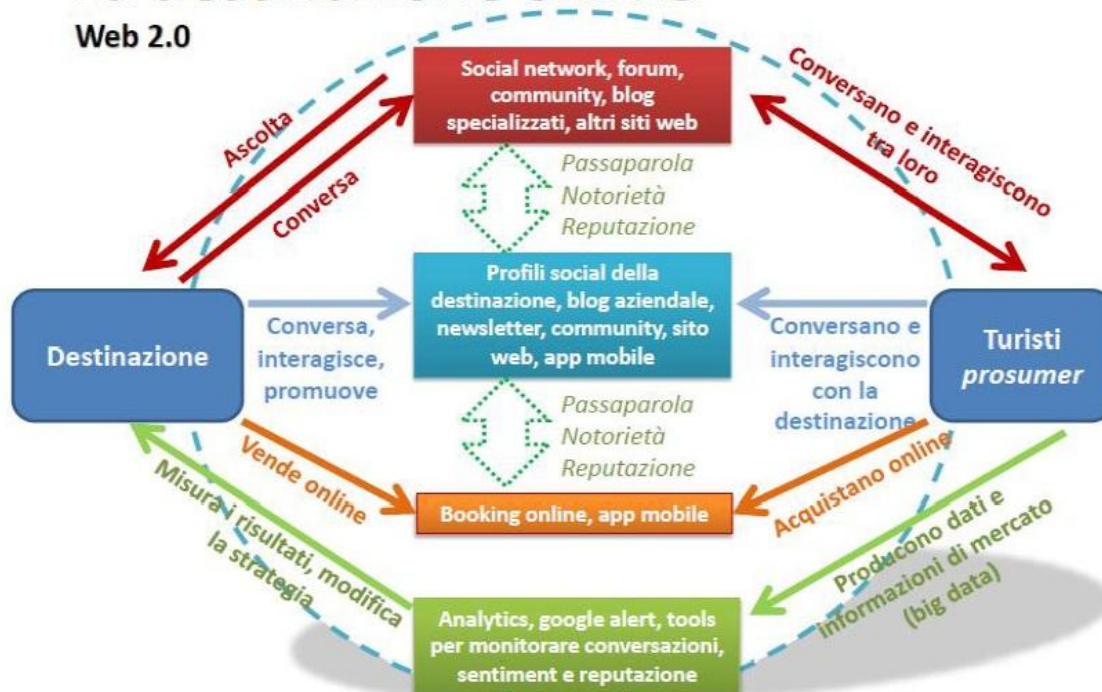 Web 2.0
Social network, forum,
community, blog
specializzati, altri siti web
Ascolta
Conversa
Conversano e interagiscono
tra loro
Passaparola
Notorietà
Reputazione
Destinazione
Conversa,
interagisce,
promuove
Profili social della
destinazione, blog aziendale,
newsletter, community, sito
web, app mobile
Conversano e
interagiscono
con la
destinazione
Turisti
prosumer
Passaparola
Notorietà
Reputazione
Vende online
Booking online, app mobile
Acquistano online
Misura i risultati, modifica
la strategia
Analytics, google alert, tools
per monitorare conversazioni,
sentiment e reputazione
Producono dati e
informazioni di mercato
(big data)